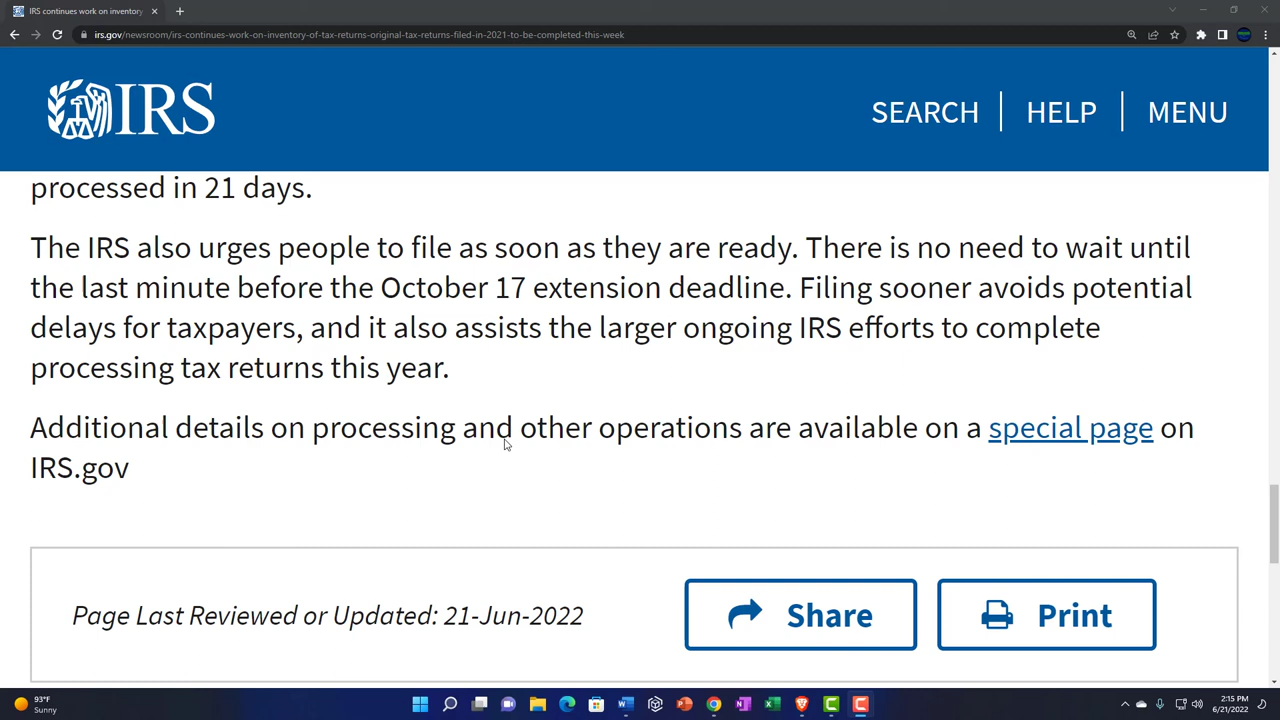 IRS continues work on inventory
irs.gov/newsroom/irs-continues-work-on-inventory-of-tax-returns-original-tax-returns-filed-in-2021-to-be-completed-this-week
IRS
SEARCH
HELP
MENU
processed in 21 days.
The IRS also urges people to file as soon as they are ready. There is no need to wait until
the last minute before the October 17 extension deadline. Filing sooner avoids potential
delays for taxpayers, and it also assists the larger ongoing IRS efforts to complete
processing tax returns this year.
Additional details on processing and other operations are available on a special page on
IRS.gov
Page Last Reviewed or Updated: 21-Jun-2022
Share
Print
93°F
Sunny
2:15 PM
6/21/2022